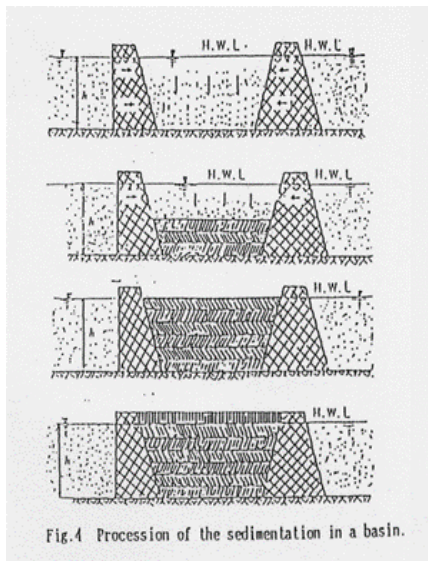 H.W.L. H.W.L
h
H.W.L H.W.L
h
H.W.L
h
H.W.L
h
Fig.4 Procession of the sedimentation in a basin.